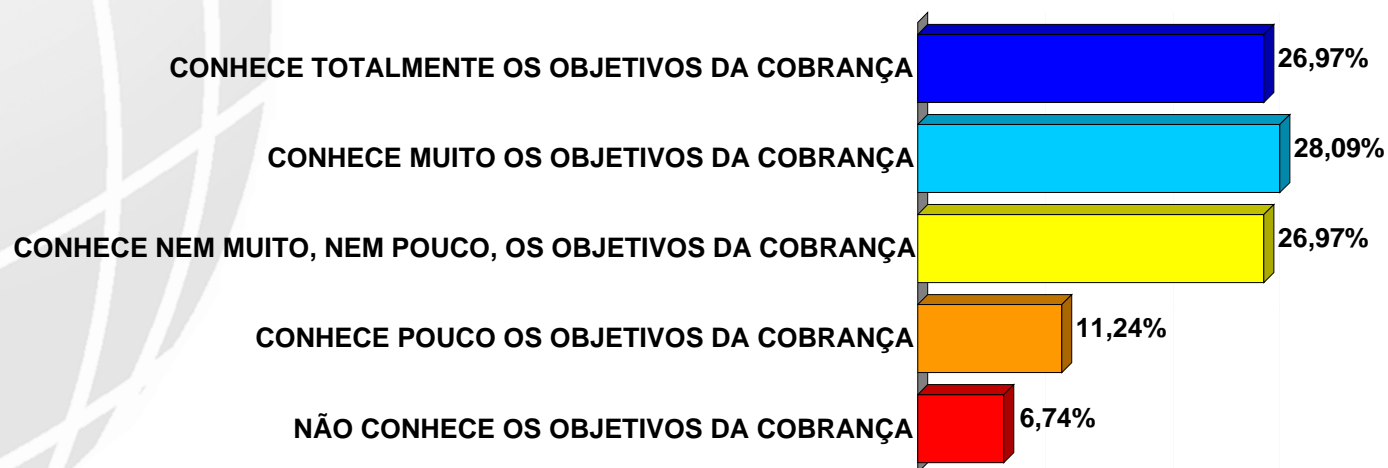 CONHECE TOTALMENTE OS OBJETIVOS DA COBRANÇA 26,97%
CONHECE MUITO OS OBJETIVOS DA COBRANÇA 28,09%
CONHECE NEM MUITO, NEM POUCO, OS OBJETIVOS DA COBRANÇA 26,97%
CONHECE POUCO OS OBJETIVOS DA COBRANÇA 11,24%
NÃO CONHECE OS OBJETIVOS DA COBRANÇA 6,74%